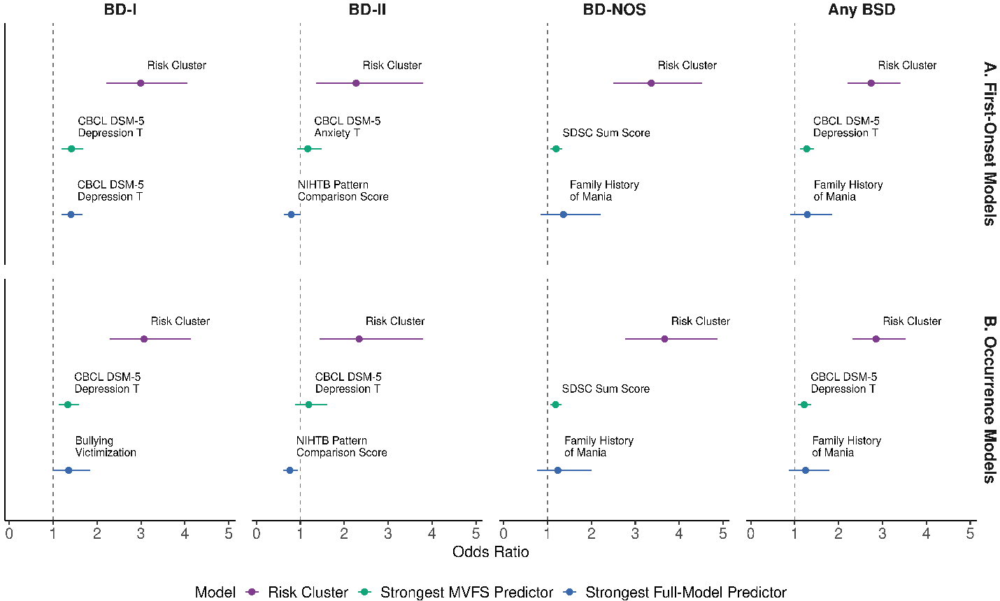 BD-I
BD-II
BD-NOS
Any BSD
A. First-Onset Models
Risk Cluster
Risk Cluster
Risk Cluster
Risk Cluster
CBCL DSM-5
Depression T
CBCL DSM-5
Anxiety T
SDSC Sum Score
CBCL DSM-5
Depression T
CBCL DSM-5
Depression T
NIHTB Pattern
Comparison Score
Family History
of Mania
Family History
of Mania
B. Occurrence Models
Risk Cluster
Risk Cluster
Risk Cluster
Risk Cluster
CBCL DSM-5
Depression T
CBCL DSM-5
Depression T
SDSC Sum Score
CBCL DSM-5
Depression T
Bullying
Victimization
NIHTB Pattern
Comparison Score
Family History
of Mania
Family History
of Mania
0 1 2 3 4 5
0 1 2 3 4 5
0 1 2 3 4 5
0 1 2 3 4 5
Odds Ratio
Model Risk Cluster Strongest MVFS Predictor Strongest Full-Model Predictor